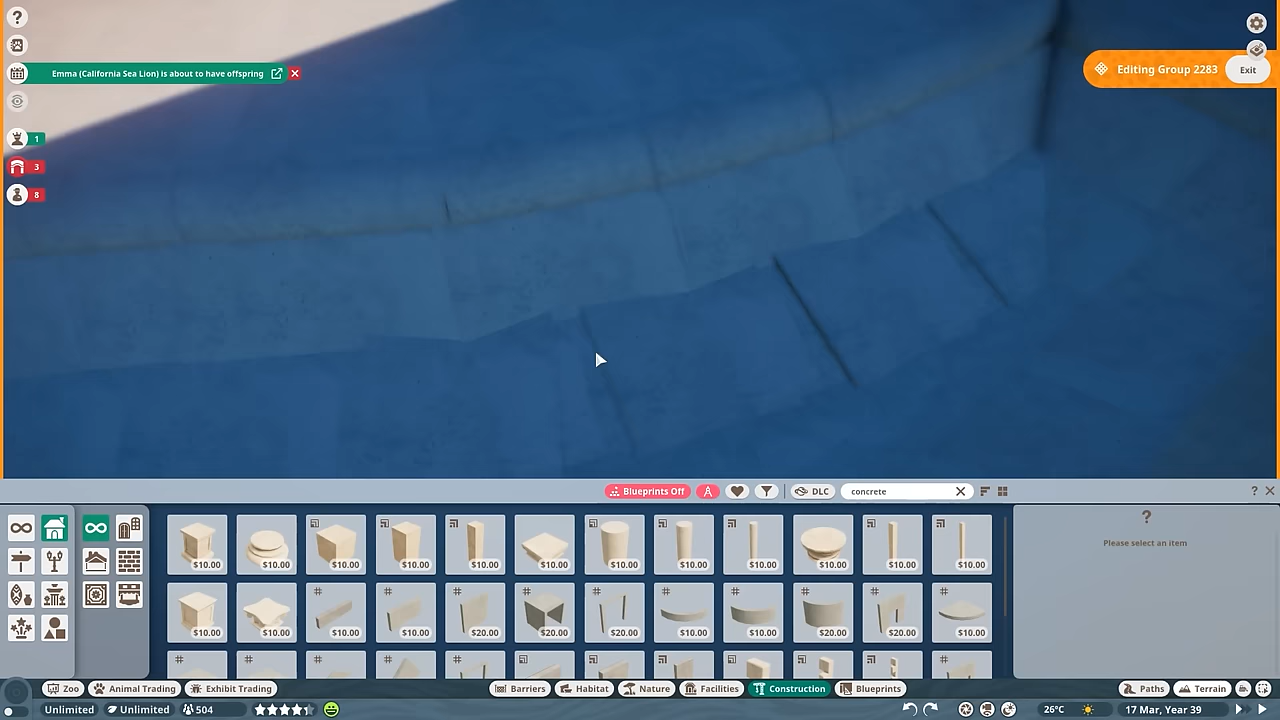 Emma (California Sea Lion) is about to have offspring
Editing Group 2283
Exit
1
3
8
Blueprints Off
DLC
concrete
$10.00 $10.00 $10.00 $10.00 $10.00 $10.00 $10.00 $10.00 $10.00 $10.00 $10.00 $10.00
$10.00 $10.00 $10.00 $10.00 $20.00 $20.00 $20.00 $10.00 $10.00 $20.00 $20.00 $10.00
?
Please select an item
Zoo
Animal Trading
Exhibit Trading
Barriers
Habitat
Nature
Facilities
Construction
Blueprints
Paths
Terrain
Unlimited
Unlimited
504
26°C
17 Mar, Year 39